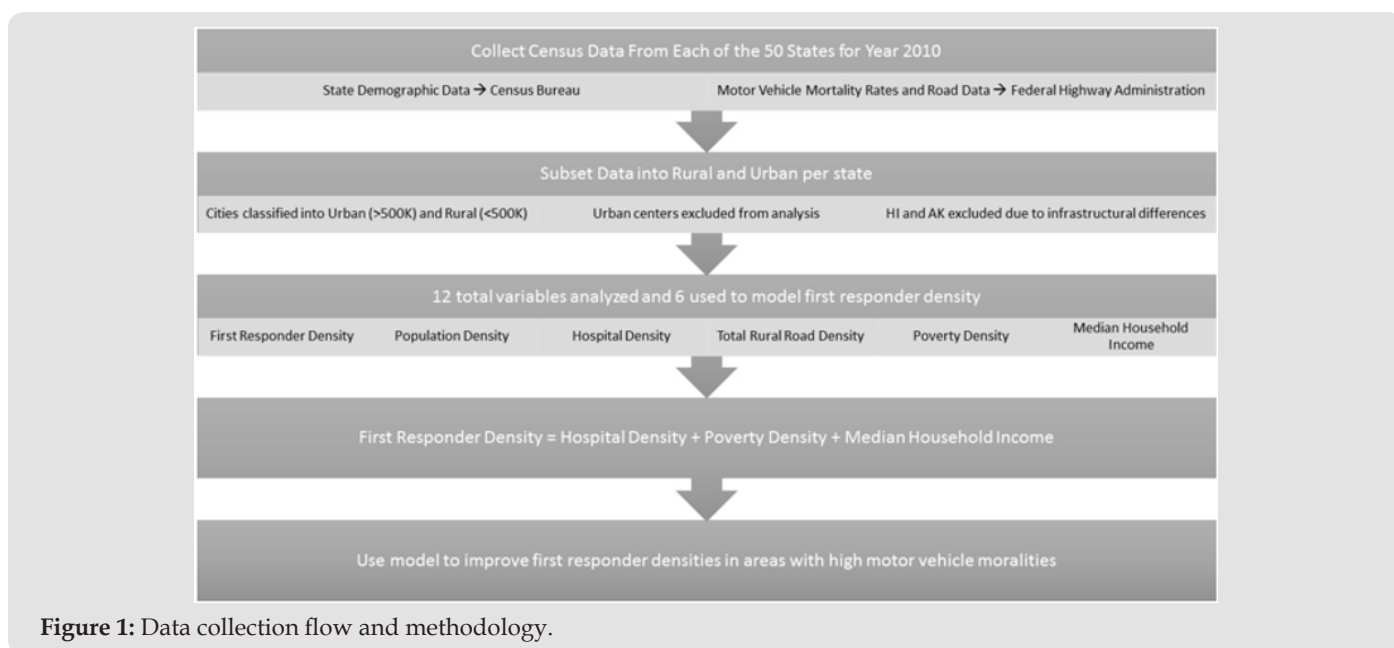 Collect Census Data From Each of the 50 States for Year 2010
State Demographic Data → Census Bureau
Motor Vehicle Mortality Rates and Road Data → Federal Highway Administration
Subset Data into Rural and Urban per state
Cities classified into Urban (>500K) and Rural (<500K)
Urban centers excluded from analysis
HI and AK excluded due to infrastructural differences
12 total variables analyzed and 6 used to model first responder density
First Responder Density
Population Density
Hospital Density
Total Rural Road Density
Poverty Density
Median Household
Income
First Responder Density = Hospital Density + Poverty Density + Median Household Income
Use model to improve first responder densities in areas with high motor vehicle moralities
Figure 1: Data collection flow and methodology.